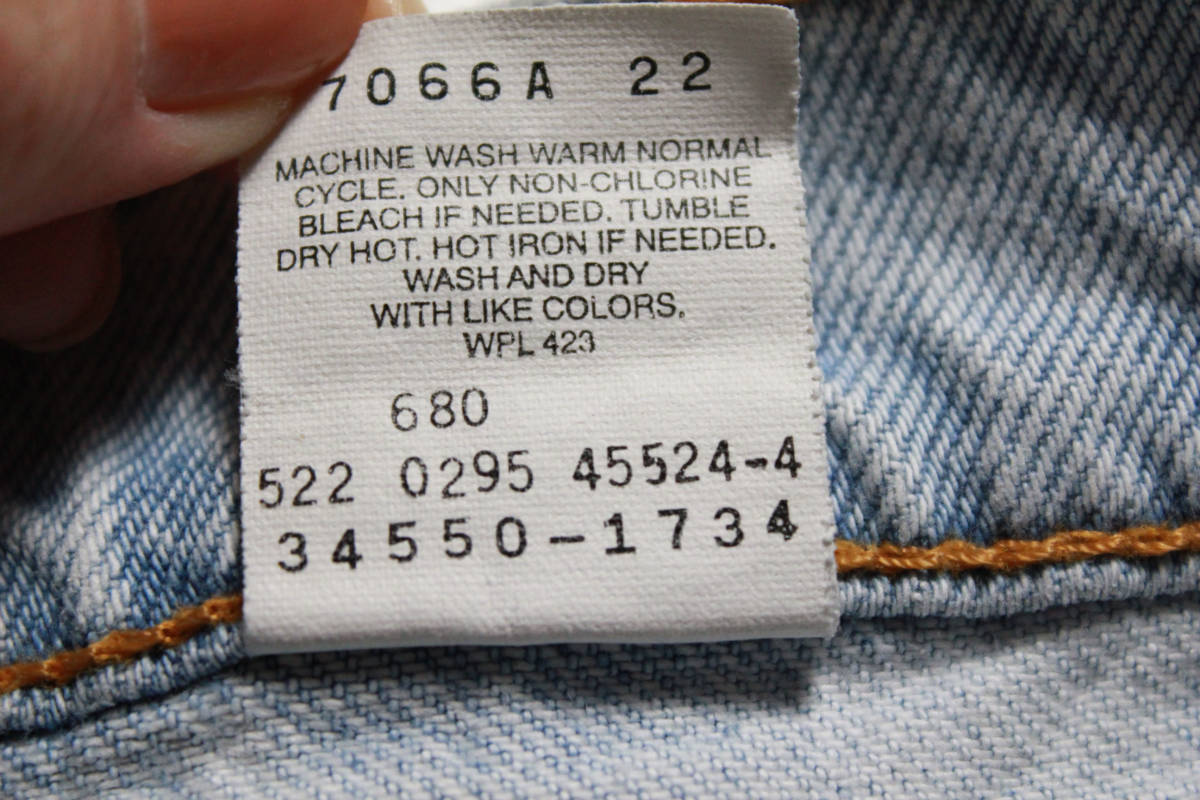 7066A 22
MACHINE WASH WARM NORMAL
CYCLE. ONLY NON-CHLORINE
BLEACH IF NEEDED. TUMBLE
DRY HOT. HOT IRON IF NEEDED.
WASH AND DRY
WITH LIKE COLORS.
WPL 423
680
522 0295 45524-4
34550-1734